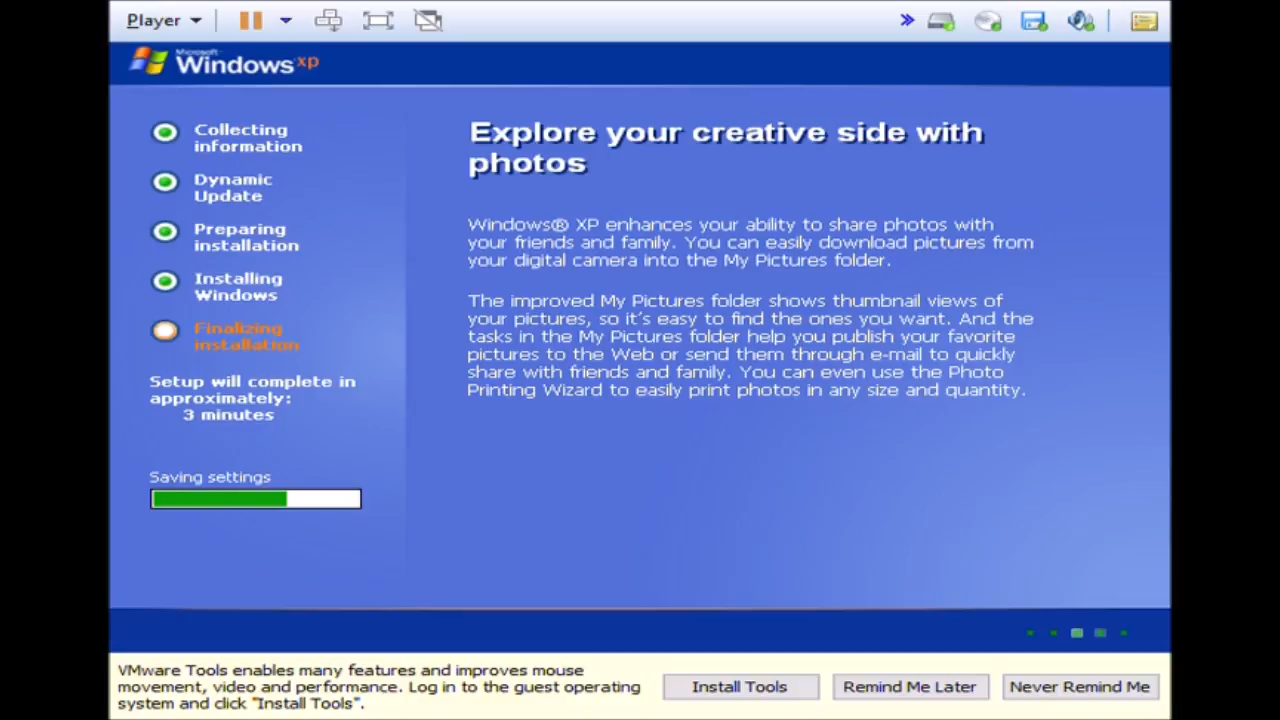 Player
Microsoft
Windows xp
Collecting
information
Dynamic
Update
Preparing
installation
Installing
Windows
Finalizing
installation
Setup will complete in
approximately:
3 minutes
Saving settings
Explore your creative side with
photos
Windows® XP enhances your ability to share photos with
your friends and family. You can easily download pictures from
your digital camera into the My Pictures folder.
The improved My Pictures folder shows thumbnail views of
your pictures, so it's easy to find the ones you want. And the
tasks in the My Pictures folder help you publish your favorite
pictures to the Web or send them through e-mail to quickly
share with friends and family. You can even use the Photo
Printing Wizard to easily print photos in any size and quantity.
VMware Tools enables many features and improves mouse
movement, video and performance. Log in to the guest operating
system and click "Install Tools".
Install Tools
Remind Me Later
Never Remind Me